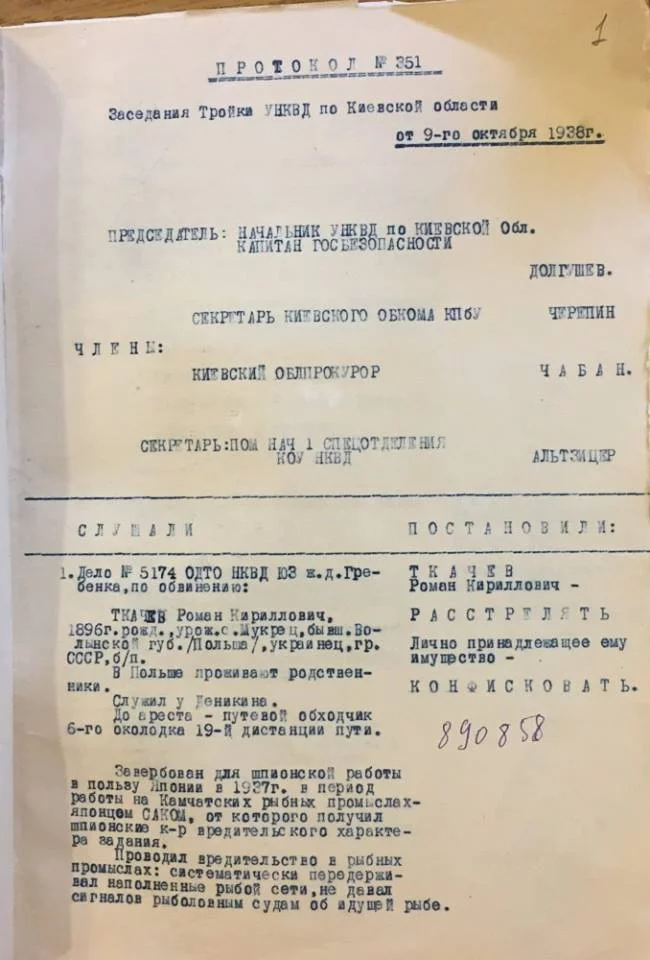 1
ПРОТОКОЛ № 351
Заседания Тройки УНКВД по Киевской области
от 9-го октября 1938г.
ПРЕДСЕДАТЕЛЬ: НАЧАЛЬНИК УНКВД по КИЕВСКОЙ Обл.
КАПИТАН ГОСБЕЗОПАСНОСТИ
ДОЛГУШЕВ.
СЕКРЕТАРЬ КИЕВСКОГО ОБКОМА КПбУ ЧЕРЕПИН
ЧЛЕНЫ:
КИЕВСКИЙ ОБЛПРОКУРОР ЧАБАН.
СЕКРЕТАРЬ:ПОМ НАЧ 1 СПЕЦОТДЕЛЕНИЯ
КОУ НКВД АЛЬТЗИЦЕР
СЛУШАЛИ ПОСТАНОВИЛИ:
1.Дело № 5174 ОДТО НКВД ЮЗ ж.д.Гре-
бенка,по обвинению:
ТКАЧЕВ Роман Кириллович,
1896г.рожд.,урож.с.Мукрец,бывш.Во-
лынской губ./Польша/,украинец,гр.
СССР,б/п.
В Польше проживают родствен-
ники.
Служил у Деникина.
До ареста - путевой обходчик
6-го околодка 19-й дистанции пути.
Завербован для шпионской работы
в пользу Японии в 1937г. в период
работы на Камчатских рыбных промыслах-
японцем САКОМ, от которого получил
шпионские к-р вредительского характе-
ра задания.
Проводил вредительство в рыбных
промыслах: систематически передержи-
вал наполненные рыбой сети,не давал
сигналов рыболовным судам об идущей рыбе.
ТКАЧЕВ
Роман Кириллович -
РАССТРЕЛЯТЬ
Лично принадлежащее ему
имущество -
КОНФИСКОВАТЬ.
890858